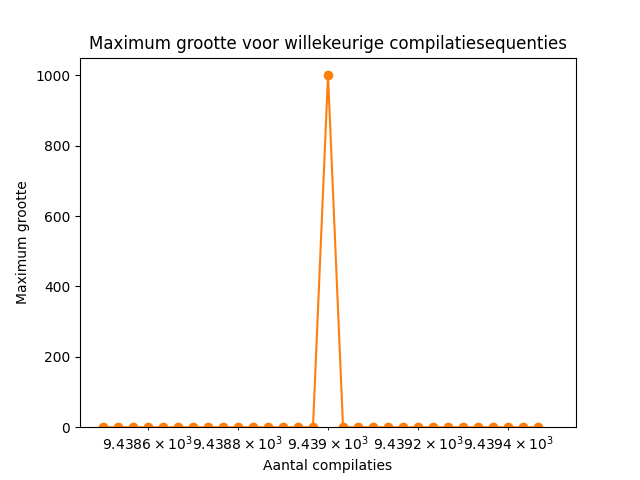 Maximum grootte voor willekeurige compilatiesequenties
1000
800
600
400
200
0
Maximum grootte
9.4386 × 10³ 9.4388 × 10³ 9.439 × 10³ 9.4392 × 10³ 9.4394 × 10³
Aantal compilaties